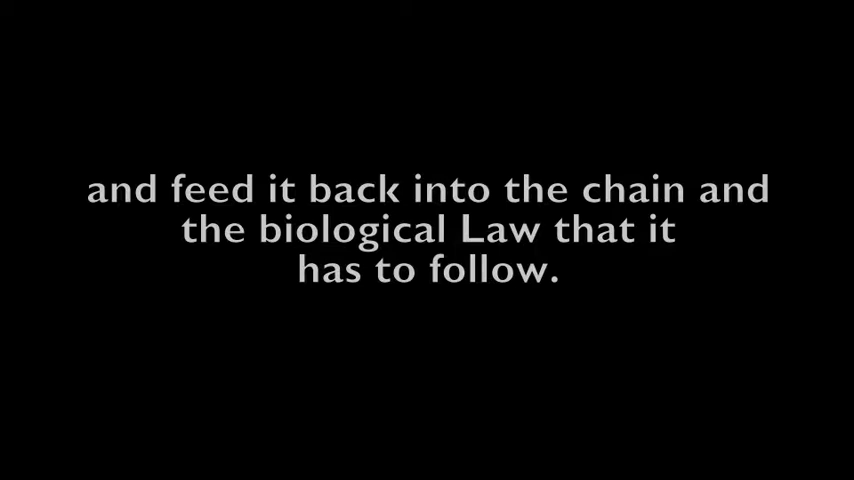 and feed it back into the chain and
the biological Law that it
has to follow.